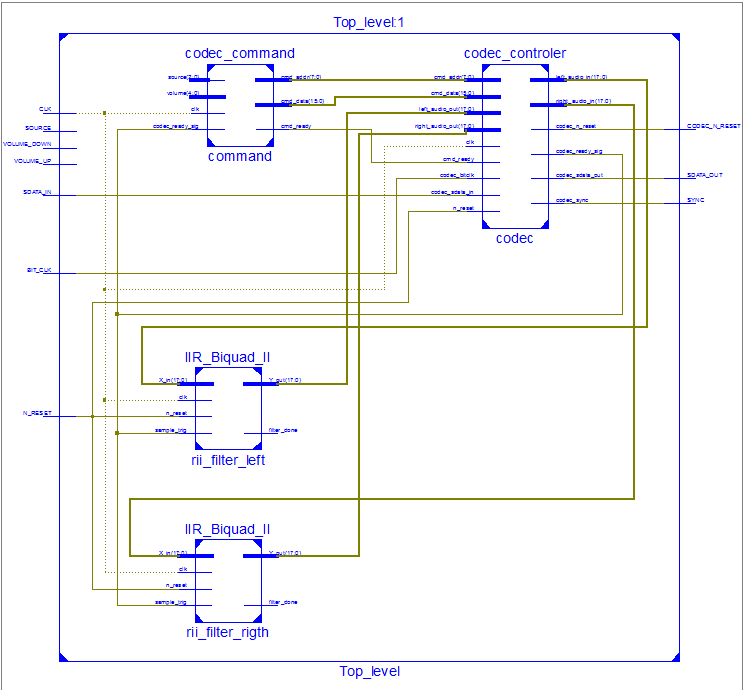 Top_level:1
codec_command
codec_controler
source(7:0)
volume(4:0)
clk
codec_ready_sig
cmd_addr(7:0)
cmd_data(15:0)
cmd_ready
command
cmd_addr(7:0)
cmd_data(15:0)
left_audio_out(17:0)
right_audio_out(17:0)
clk
cmd_ready
codec_bitclk
codec_sdata_in
n_reset
left_audio_in(17:0)
right_audio_in(17:0)
codec_n_reset
codec_ready_sig
codec_sdata_out
codec_sync
codec
CLK
SOURCE
VOLUME_DOWN
VOLUME_UP
SDATA_IN
BIT_CLK
N_RESET
CODEC_N_RESET
SDATA_OUT
SYNC
IIR_Biquad_II
X_in(17:0)
clk
n_reset
sample_trig
Y_out(17:0)
filter_done
rii_filter_left
IIR_Biquad_II
X_in(17:0)
clk
n_reset
sample_trig
Y_out(17:0)
filter_done
rii_filter_rigth
Top_level